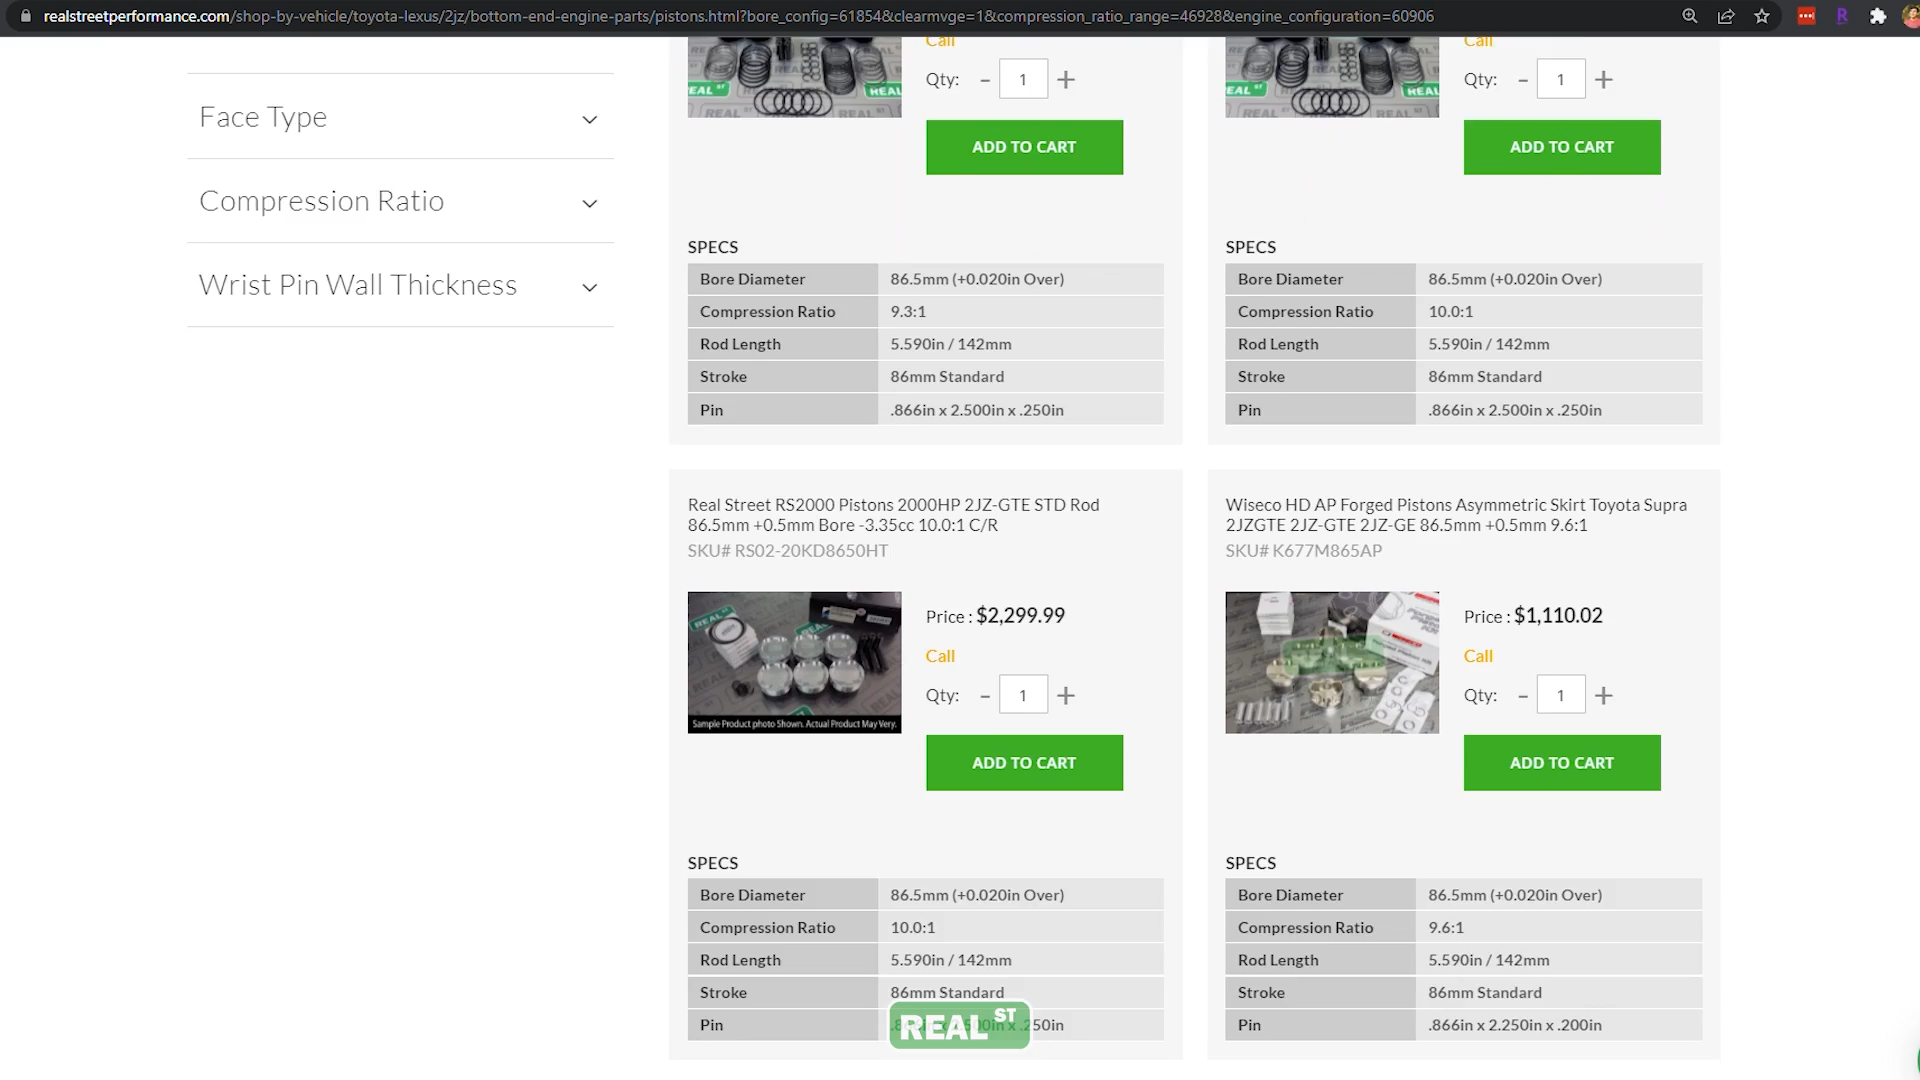 realstreetperformance.com/shop-by-vehicle/toyota-lexus/2jz/bottom-end-engine-parts/pistons.html?bore_config=61854&clearmvge=1&compression_ratio_range=46928&engine_configuration=60906
Face Type
Compression Ratio
Wrist Pin Wall Thickness
REAL ST
REAL
Call
Qty: - 1 +
ADD TO CART
SPECS
Bore Diameter 86.5mm (+0.020in Over)
Compression Ratio 9.3:1
Rod Length 5.590in / 142mm
Stroke 86mm Standard
Pin .866in x 2.500in x .250in
REAL ST
REAL
Call
Qty: - 1 +
ADD TO CART
SPECS
Bore Diameter 86.5mm (+0.020in Over)
Compression Ratio 10.0:1
Rod Length 5.590in / 142mm
Stroke 86mm Standard
Pin .866in x 2.500in x .250in
Real Street RS2000 Pistons 2000HP 2JZ-GTE STD Rod
86.5mm +0.5mm Bore -3.35cc 10.0:1 C/R
SKU# RS02-20KD8650HT
Sample Product photo Shown. Actual Product May Very.
Price : $2,299.99
Call
Qty: - 1 +
ADD TO CART
SPECS
Bore Diameter 86.5mm (+0.020in Over)
Compression Ratio 10.0:1
Rod Length 5.590in / 142mm
Stroke 86mm Standard
Pin .250in
REAL ST
Wiseco HD AP Forged Pistons Asymmetric Skirt Toyota Supra
2JZGTE 2JZ-GTE 2JZ-GE 86.5mm +0.5mm 9.6:1
SKU# K677M865AP
Price : $1,110.02
Call
Qty: - 1 +
ADD TO CART
SPECS
Bore Diameter 86.5mm (+0.020in Over)
Compression Ratio 9.6:1
Rod Length 5.590in / 142mm
Stroke 86mm Standard
Pin .866in x 2.250in x .200in